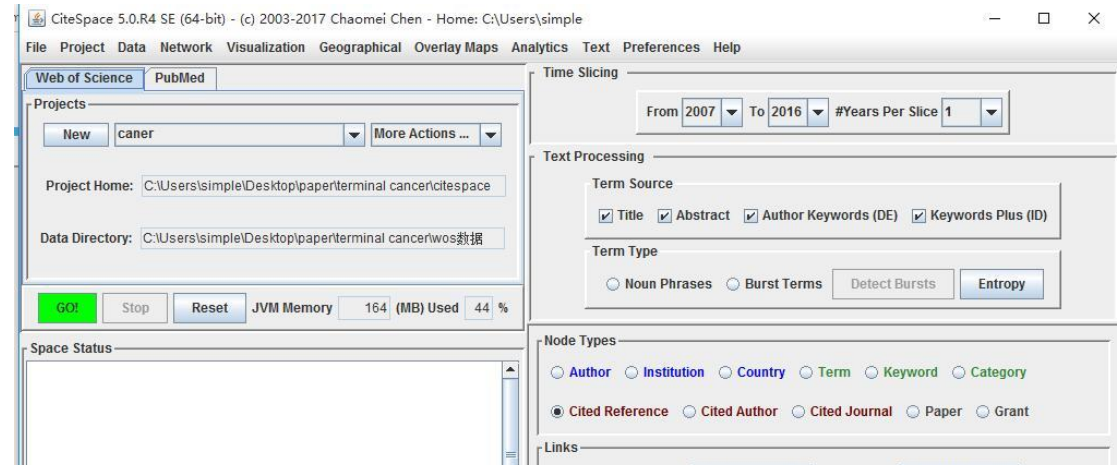 CiteSpace 5.0.R4 SE (64-bit) - (c) 2003-2017 Chaomei Chen - Home: C:\Users\simple
File Project Data Network Visualization Geographical Overlay Maps Analytics Text Preferences Help
Web of Science PubMed
Projects
New caner More Actions ...
Project Home: C:\Users\simple\Desktop\paper\terminal cancer\citespace
Data Directory: C:\Users\simple\Desktop\paper\terminal cancer\wos数据
GO! Stop Reset JVM Memory 164 (MB) Used 44 %
Space Status
Time Slicing
From 2007 To 2016 #Years Per Slice 1
Text Processing
Term Source
Title Abstract Author Keywords (DE) Keywords Plus (ID)
Term Type
Noun Phrases Burst Terms Detect Bursts Entropy
Node Types
Author Institution Country Term Keyword Category
Cited Reference Cited Author Cited Journal Paper Grant
Links